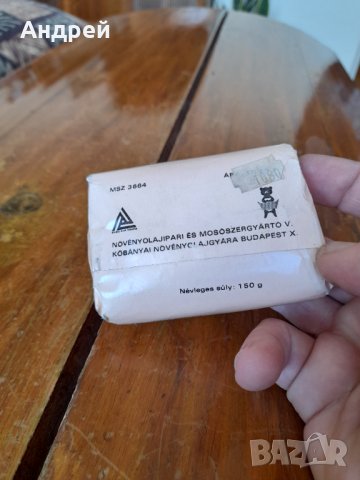 Андрей
MSZ 3664
NÖVÉNYOLAJIPARI ÉS MOSÓSZERGYÁRTÓ V.
KŐBÁNYAI NÖVÉNYOLAJGYÁRA BUDAPEST X.
Névleges súly: 150 g
BAZAR